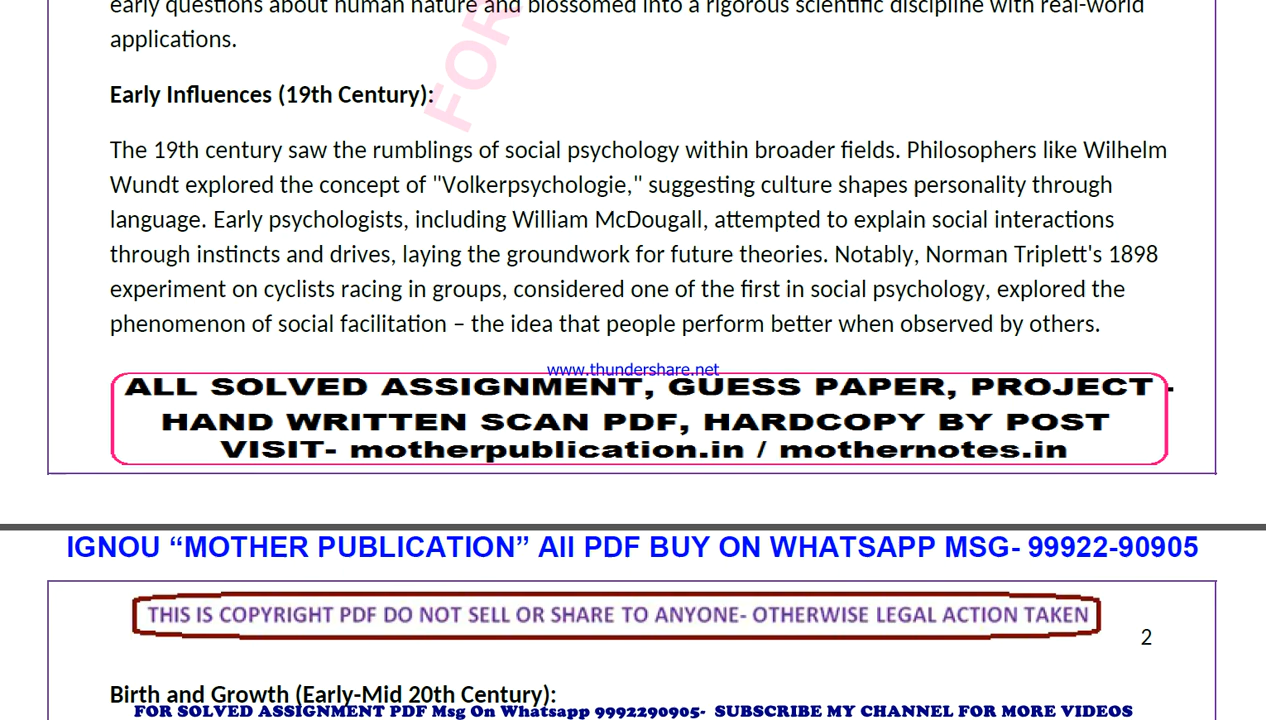 early questions about human nature and blossomed into a rigorous scientific discipline with real-world
applications.
FOR
Early Influences (19th Century):
The 19th century saw the rumblings of social psychology within broader fields. Philosophers like Wilhelm
Wundt explored the concept of "Volkerpsychologie," suggesting culture shapes personality through
language. Early psychologists, including William McDougall, attempted to explain social interactions
through instincts and drives, laying the groundwork for future theories. Notably, Norman Triplett's 1898
experiment on cyclists racing in groups, considered one of the first in social psychology, explored the
phenomenon of social facilitation – the idea that people perform better when observed by others.
www.thundershare.net
ALL SOLVED ASSIGNMENT, GUESS PAPER, PROJECT -
HAND WRITTEN SCAN PDF, HARDCOPY BY POST
VISIT- motherpublication.in / mothernotes.in
IGNOU “MOTHER PUBLICATION” All PDF BUY ON WHATSAPP MSG- 99922-90905
THIS IS COPYRIGHT PDF DO NOT SELL OR SHARE TO ANYONE- OTHERWISE LEGAL ACTION TAKEN
2
Birth and Growth (Early-Mid 20th Century):
FOR SOLVED ASSIGNMENT PDF Msg On Whatsapp 9992290905- SUBSCRIBE MY CHANNEL FOR MORE VIDEOS